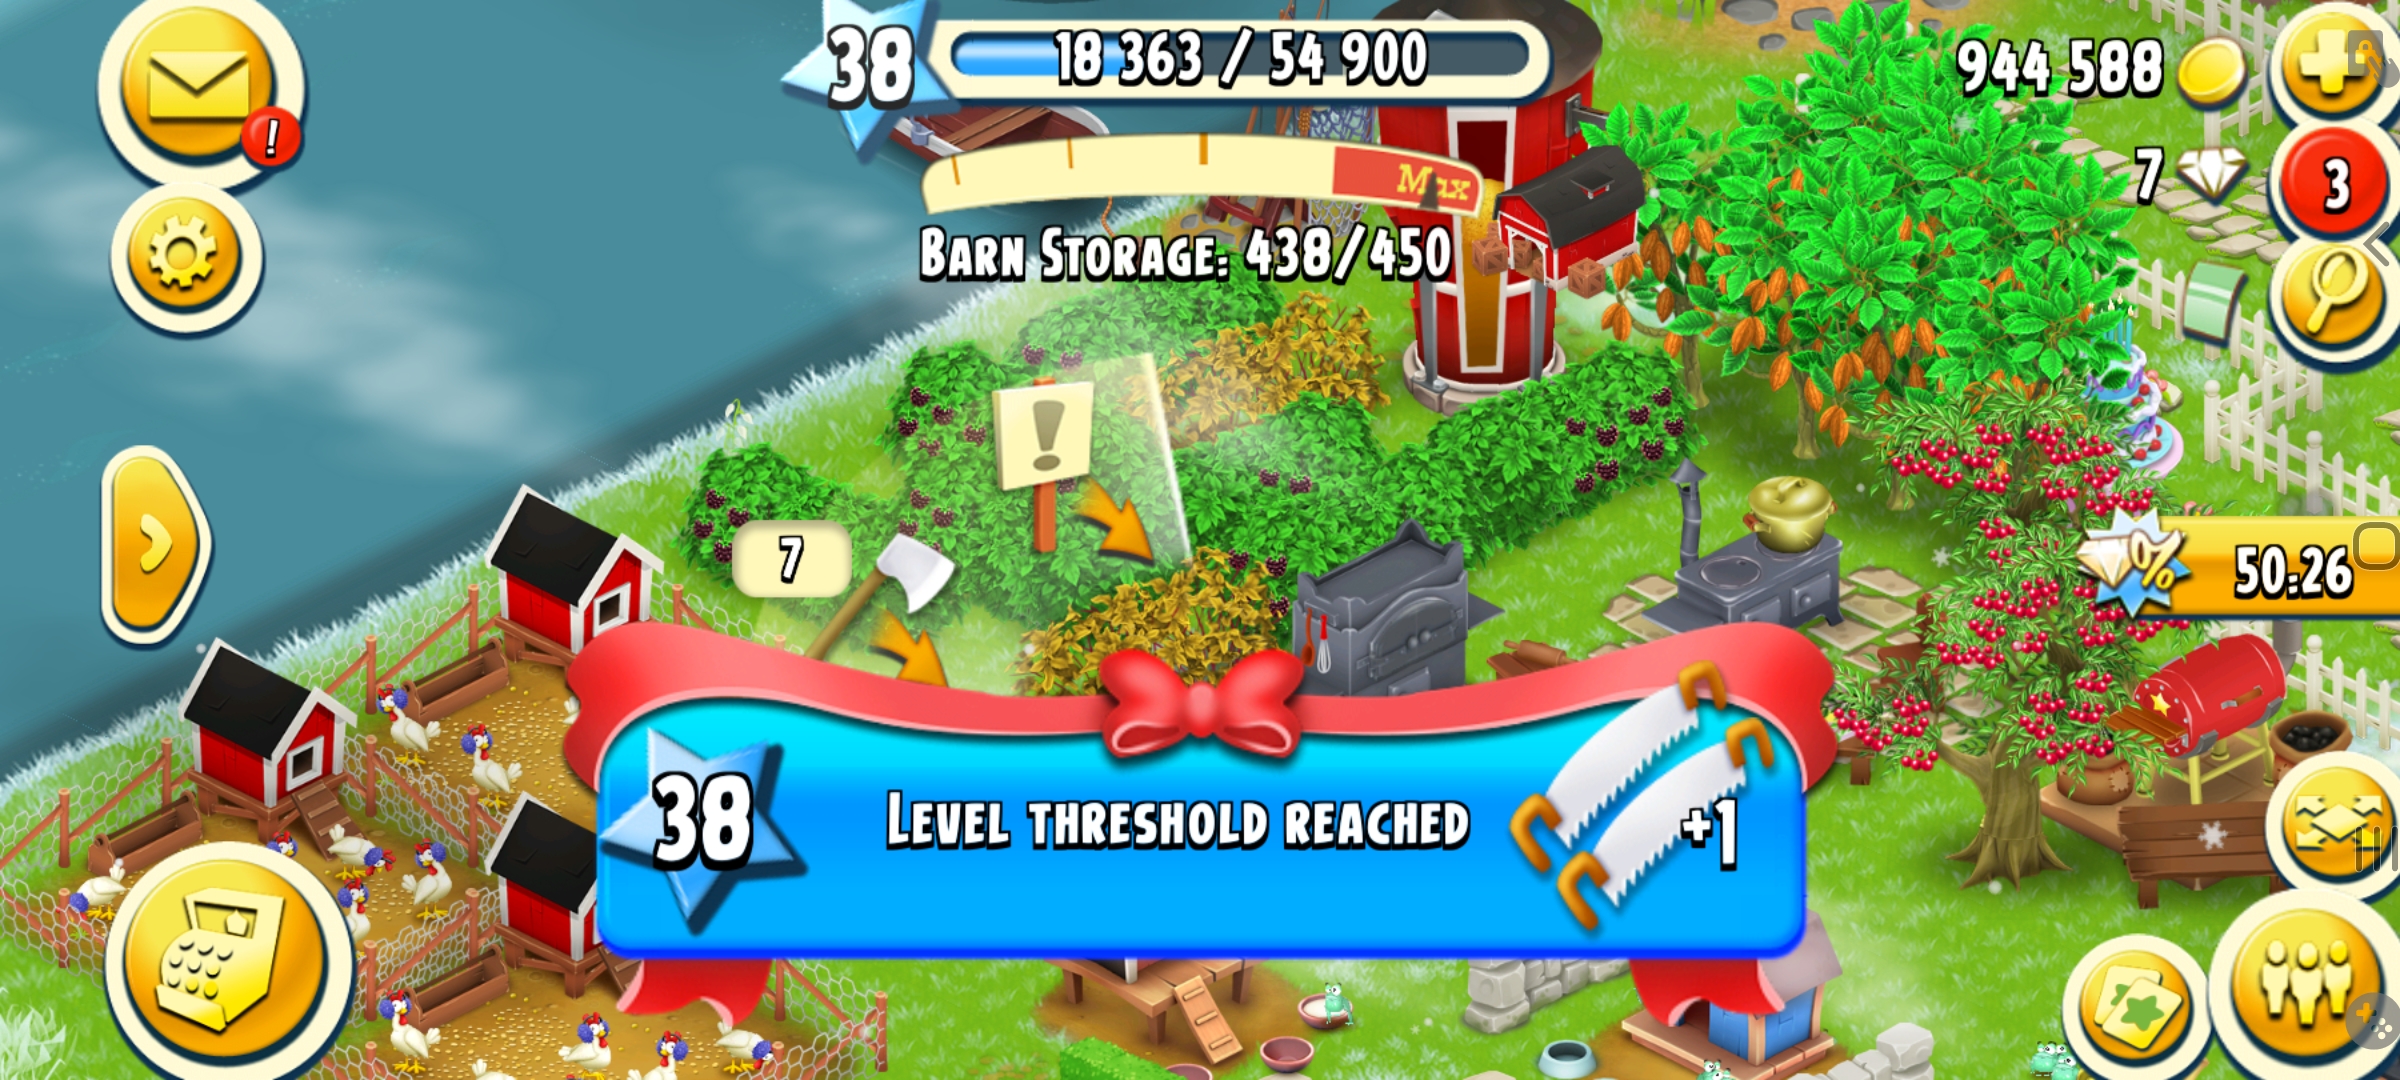 38
18 363 / 54 900
944 588
!
Max
7
3
Barn Storage: 438/450
!
7
%
50:26
38
Level threshold reached
+1